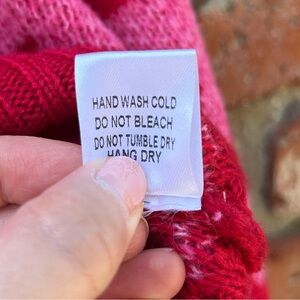 HAND WASH COLD
DO NOT BLEACH
DO NOT TUMBLE DRY
HANG DRY